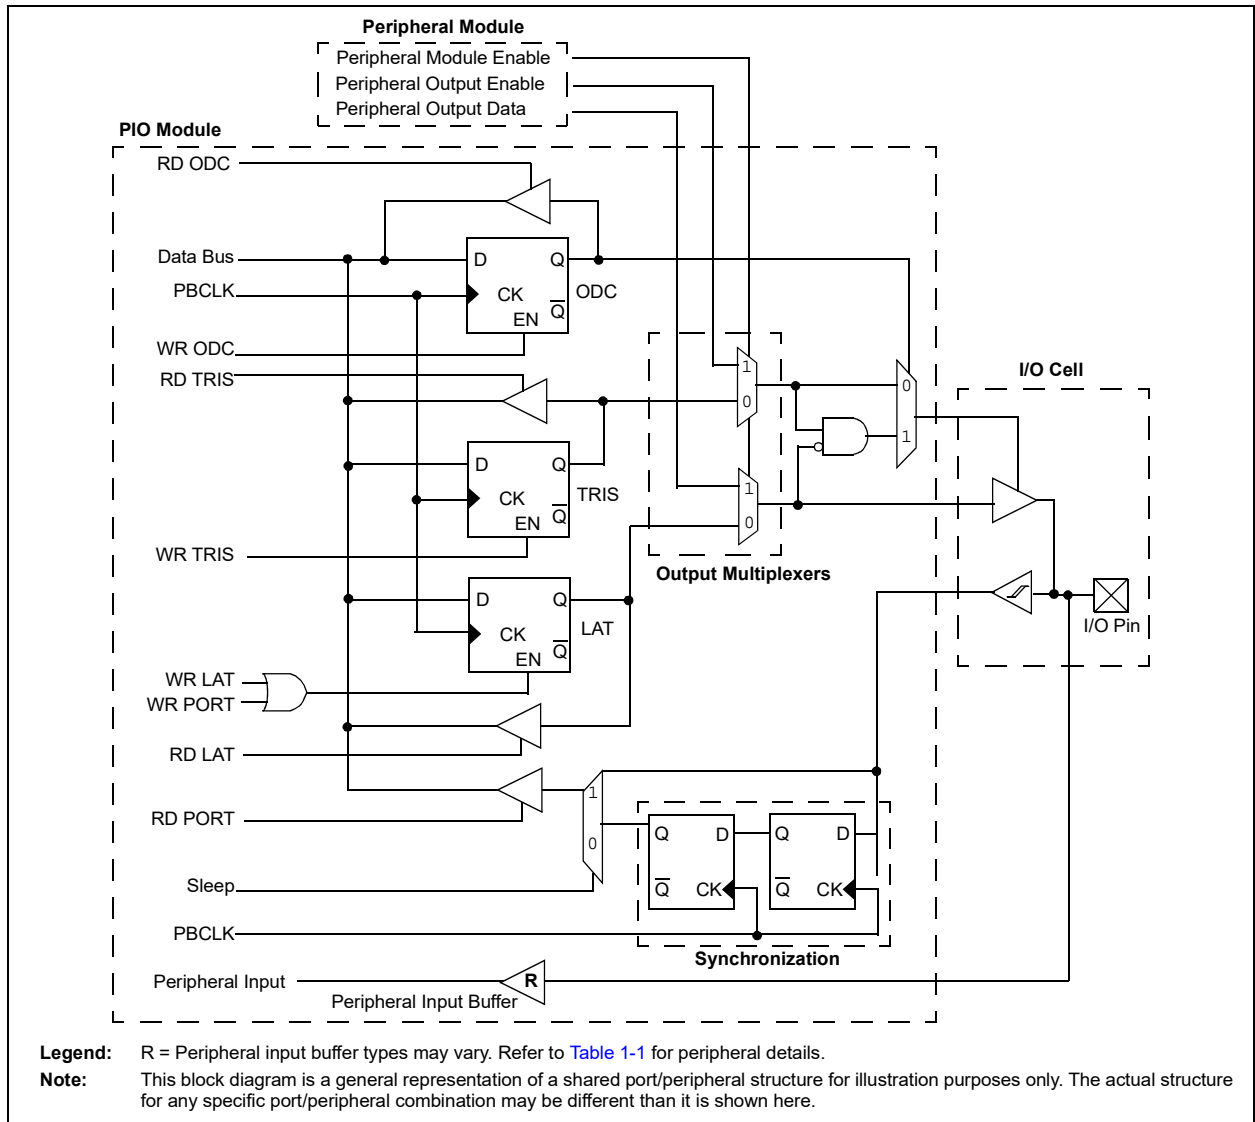 Peripheral Module
Peripheral Module Enable
Peripheral Output Enable
Peripheral Output Data
PIO Module
RD ODC
Data Bus
D
Q
PBCLK
CK
Q
ODC
EN
WR ODC
RD TRIS
1
0
0
1
I/O Cell
D
Q
CK
Q
TRIS
EN
WR TRIS
1
0
Output Multiplexers
D
Q
CK
Q
LAT
EN
I/O Pin
WR LAT
WR PORT
RD LAT
1
RD PORT
0
Q
D
Q
D
Sleep
Q
CK
Q
CK
PBCLK
Synchronization
Peripheral Input
R
Peripheral Input Buffer
Legend: R = Peripheral input buffer types may vary. Refer to Table 1-1 for peripheral details.
Note: This block diagram is a general representation of a shared port/peripheral structure for illustration purposes only. The actual structure
for any specific port/peripheral combination may be different than it is shown here.